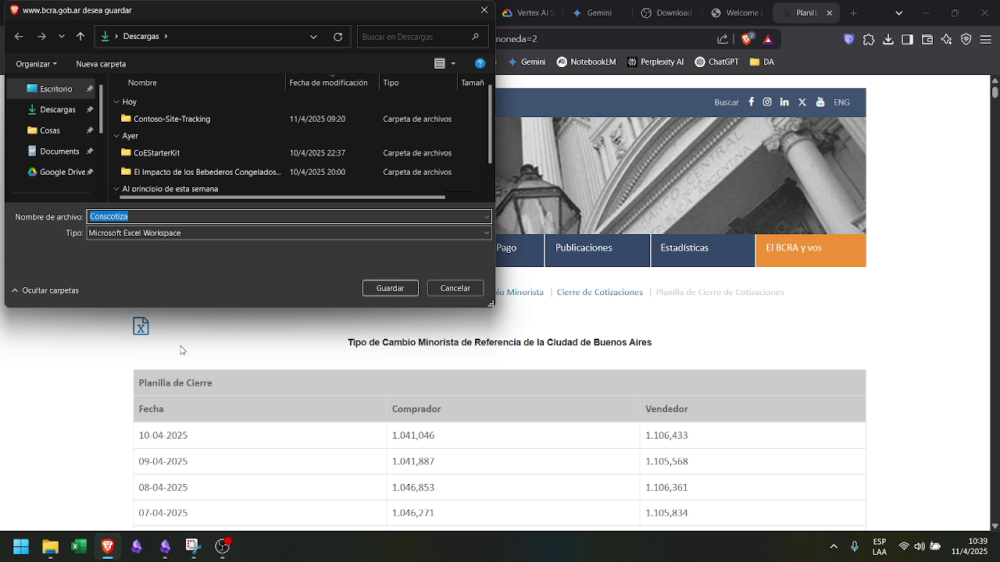 www.bcra.gob.ar desea guardar
Vertex AI S
Gemini
Download
Welcome
Planill
Descargas
Buscar en Descargas
moneda=2
2
Organizar
Nueva carpeta
Gemini
NotebookLM
Perplexity AI
ChatGPT
DA
Escritorio
Descargas
Cosas
Documents
Google Drive
Nombre
Fecha de modificación
Tipo
Tamañ
Hoy
Contoso-Site-Tracking
11/4/2025 09:20
Carpeta de archivos
Ayer
CoEStarterKit
10/4/2025 22:37
Carpeta de archivos
El Impacto de los Bebederos Congelados...
10/4/2025 20:00
Carpeta de archivos
Al principio de esta semana
Nombre de archivo:
Conscotiza
Tipo:
Microsoft Excel Workspace
Ocultar carpetas
Guardar
Cancelar
Buscar
ENG
BANCO CENTRAL
Pago
Publicaciones
Estadísticas
El BCRA y vos
io Minorista | Cierre de Cotizaciones | Planilla de Cierre de Cotizaciones
Tipo de Cambio Minorista de Referencia de la Ciudad de Buenos Aires
Planilla de Cierre
Fecha Comprador Vendedor
10-04-2025 1.041,046 1.106,433
09-04-2025 1.041,887 1.105,568
08-04-2025 1.046,853 1.106,361
07-04-2025 1.046,271 1.105,834
ESP
LAA
10:39
11/4/2025